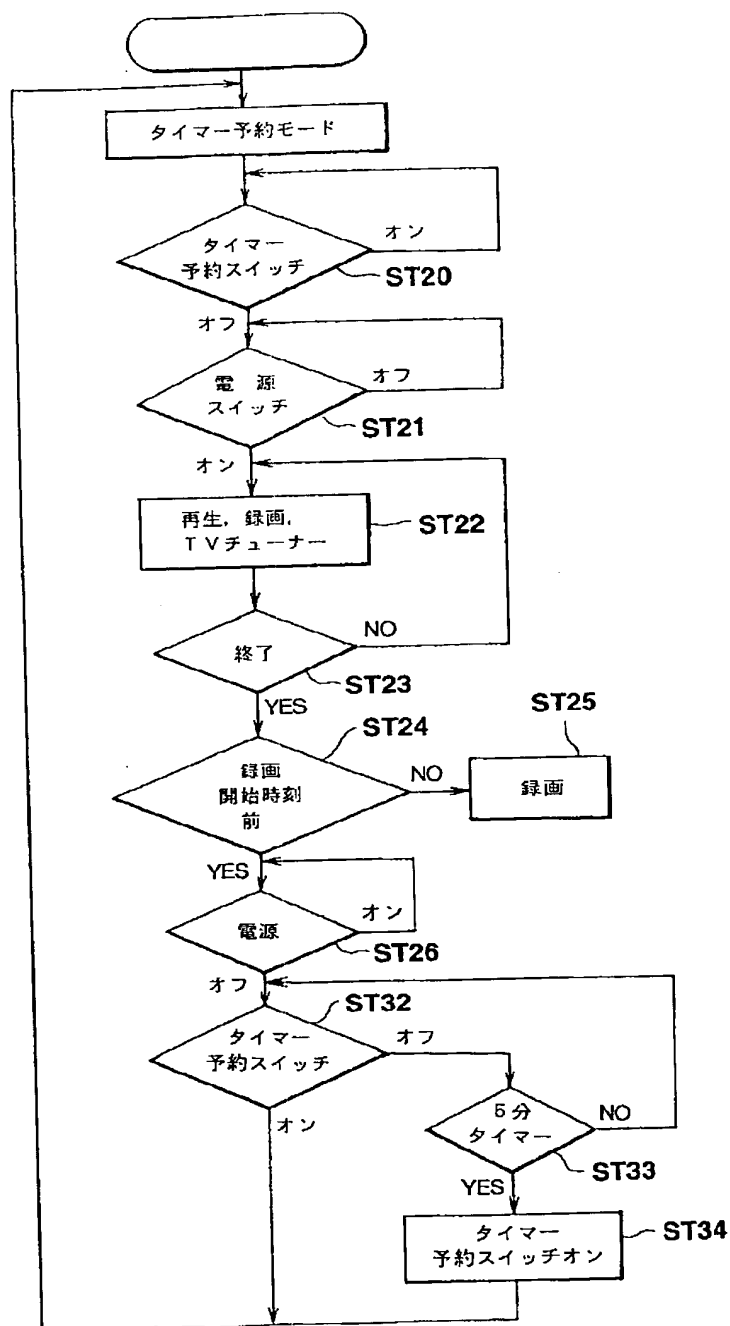 タイマー予約モード
タイマー
予約スイッチ
オン
ST20
オフ
電 源
スイッチ
オフ
ST21
オン
再生,録画,
TVチューナー
ST22
終了
NO
ST23
YES
ST24
録画
開始時刻
前
NO
ST25
録画
YES
電源
オン
ST26
オフ
ST32
タイマー
予約スイッチ
オフ
オン
5分
タイマー
NO
ST33
YES
タイマー
予約スイッチオン
ST34